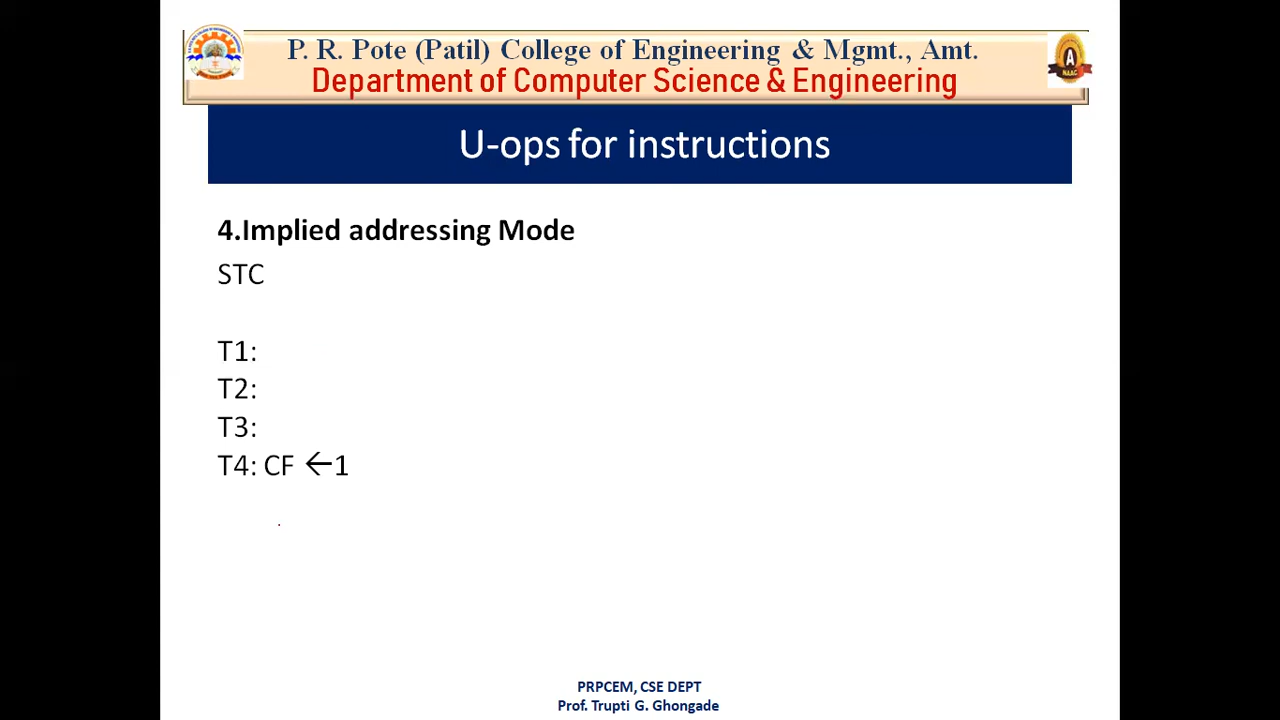 P. R. Pote (Patil) College of Engineering & Mgmt., Amt.
Department of Computer Science & Engineering
U-ops for instructions
4.Implied addressing Mode
STC
T1:
T2:
T3:
T4: CF ←1
PRPCEM, CSE DEPT
Prof. Trupti G. Ghongade